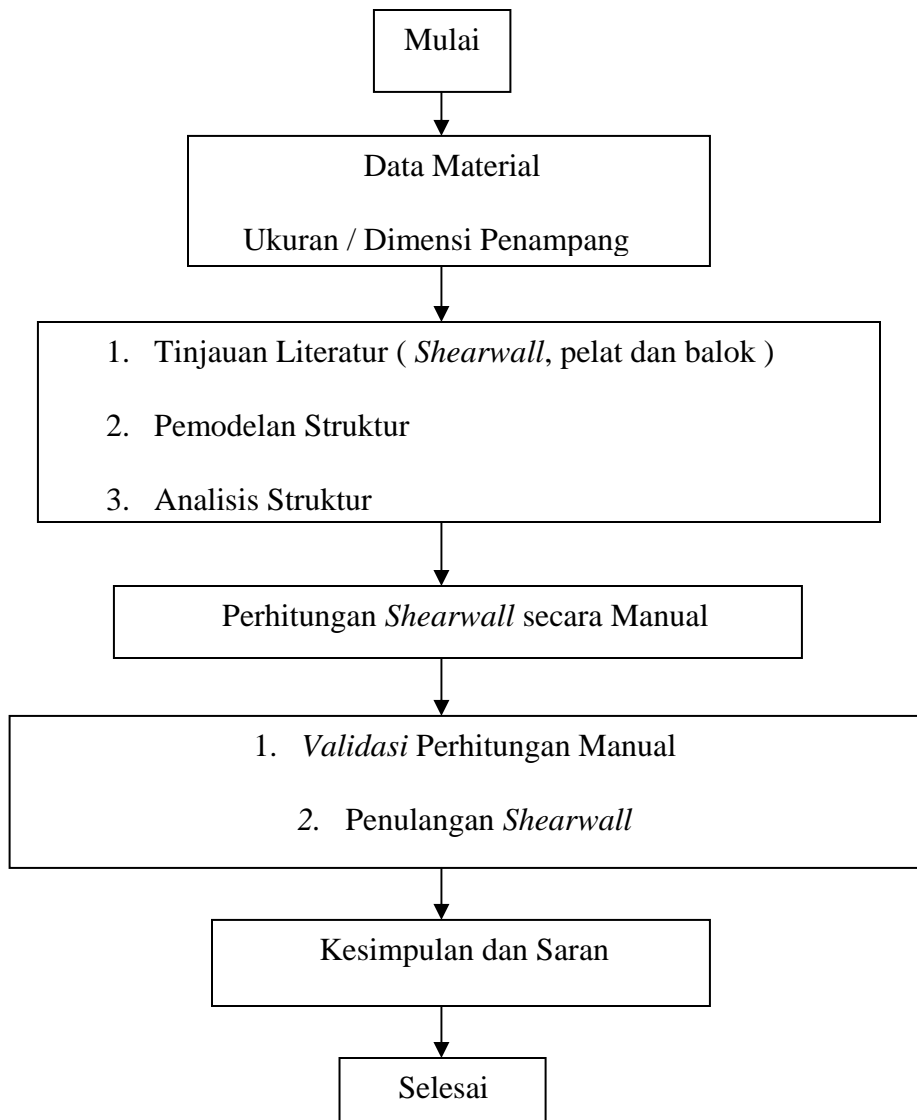 Mulai
Data Material
Ukuran / Dimensi Penampang
1. Tinjauan Literatur ( Shearwall, pelat dan balok )
2. Pemodelan Struktur
3. Analisis Struktur
Perhitungan Shearwall secara Manual
1. Validasi Perhitungan Manual
2. Penulangan Shearwall
Kesimpulan dan Saran
Selesai